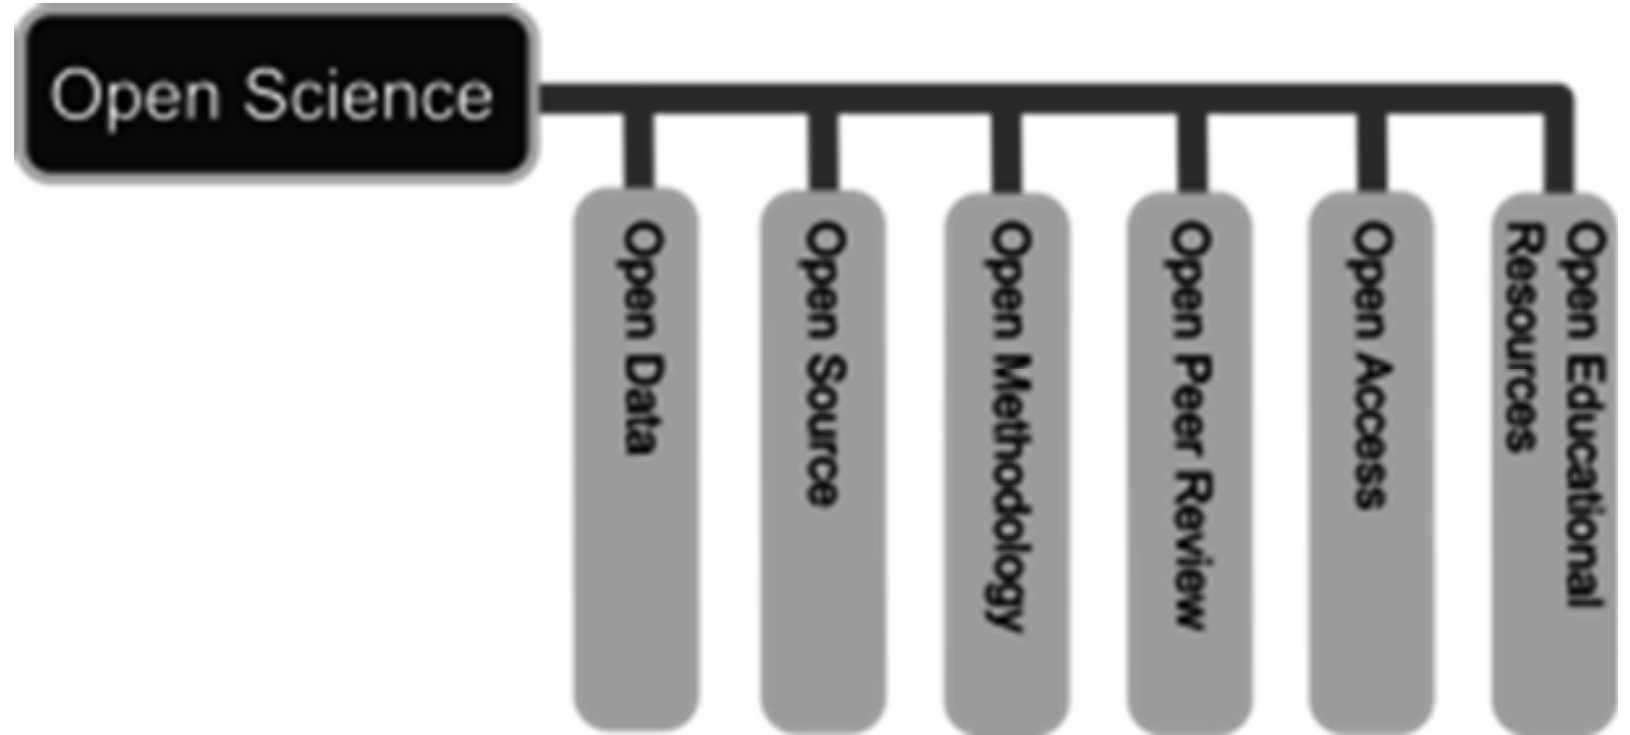 Open Science
Open Data
Open Source
Open Methodology
Open Peer Review
Open Access
Open Educational
Resources